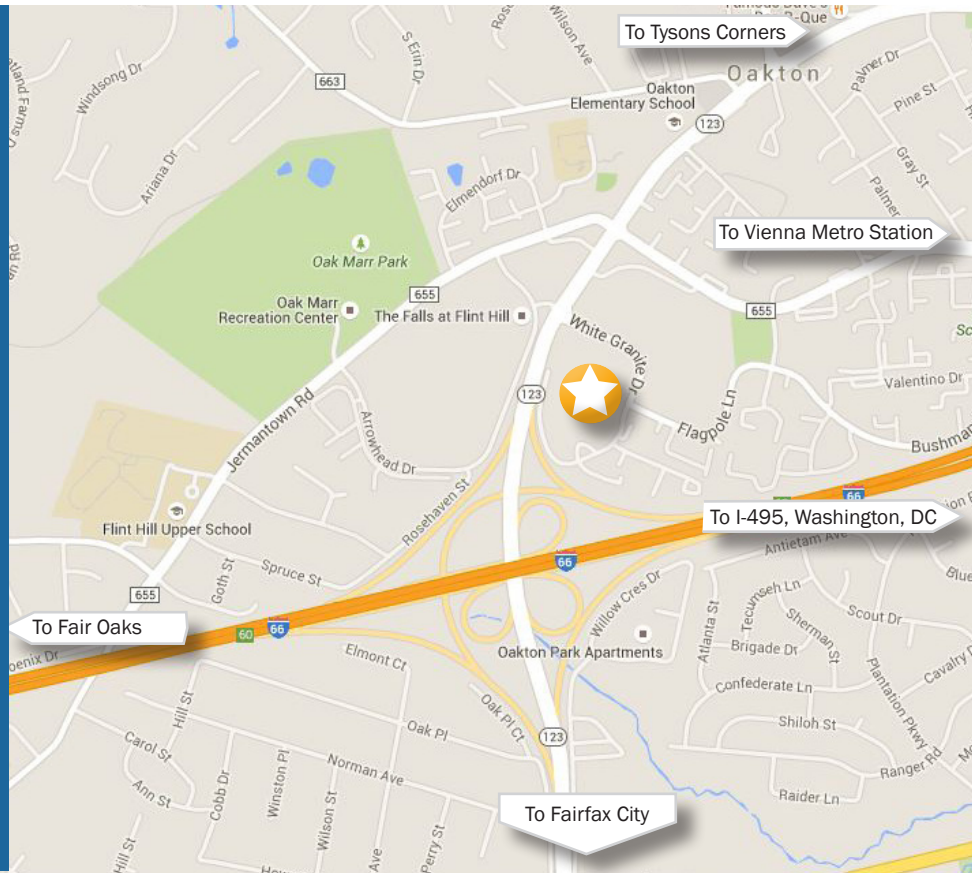 To Tysons Corners
Oakton
Wilson Ave
S Erin Dr
663
Windsong Dr
Ariana Dr
Oakton
Elementary School
123
Palmer Dr
Pine St
Gray St
Palmer
Elmendorf Dr
To Vienna Metro Station
Oak Marr Park
655
Oak Marr
Recreation Center
The Falls at Flint Hill
655
White Granite Dr
123
Valentino Dr
Flagpole Ln
Jermantown Rd
Arrowhead Dr
Rosehaven St
66
To I-495, Washington, DC
Flint Hill Upper School
Antietam Ave
Spruce St
Goth St
66
655
Willow Cres Dr
Tecumseh Ln
Scout Dr
Sherman St
Atlanta St
To Fair Oaks
60
66
Oakton Park Apartments
Brigade Dr
Elmont Ct
Confederate Ln
Plantation Pkwy
Cavalry
Hill St
Oak Pl Ct
Oak Pl
123
Shiloh St
Carol St
Norman Ave
Ranger Rd
Ann St
Cobb Dr
Winston Pl
Wilson St
Raider Ln
To Fairfax City
Hill St
Ave
Perry St